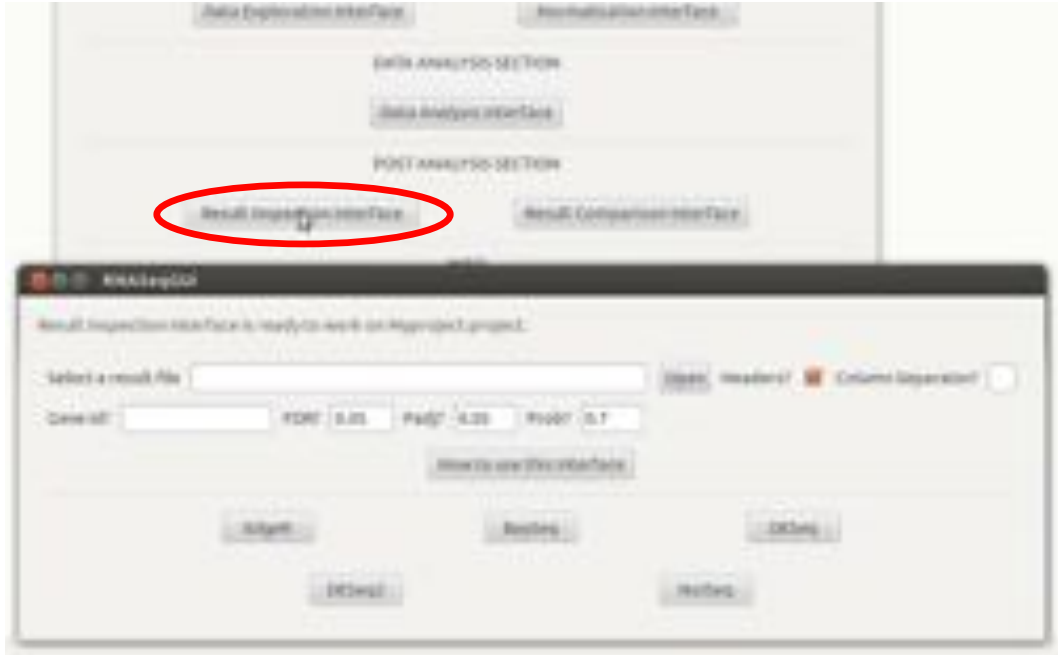 Data Exploration Interface Normalisation Interface
DATA ANALYSIS SECTION
Data Analysis Interface
POST ANALYSIS SECTION
Result Inspection Interface Result Comparison Interface
RNASeqGUI
Result Inspection Interface is ready to work on Myproject project.
Select a result file Open Headers? Column Separator?
Gene id? FDR? 0.05 Padj? 0.05 Prob? 0.7
How to use this Interface
EdgeR BaySeq DESeq
DESeq2 NoiSeq